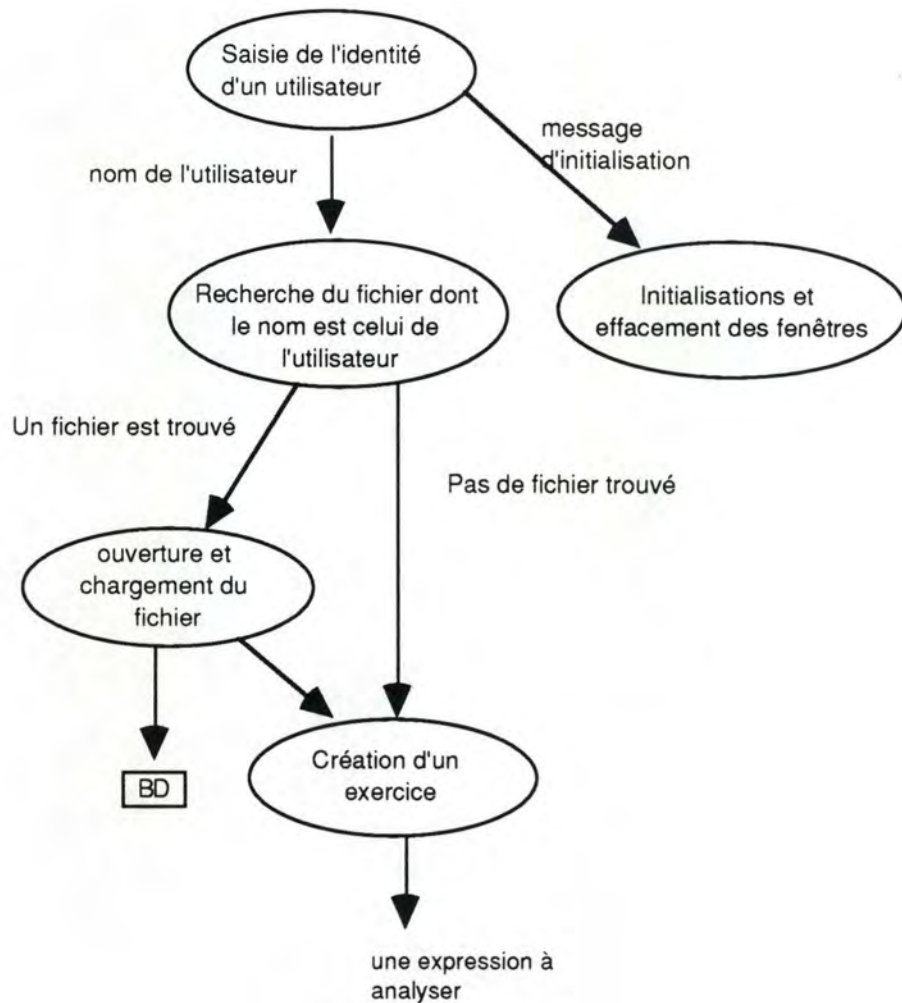 Saisie de l'identité
d'un utilisateur
message
d'initialisation
nom de l'utilisateur
Recherche du fichier dont
le nom est celui de
l'utilisateur
Initialisations et
effacement des fenêtres
Un fichier est trouvé
Pas de fichier trouvé
ouverture et
chargement du
fichier
BD
Création d'un
exercice
une expression à
analyser